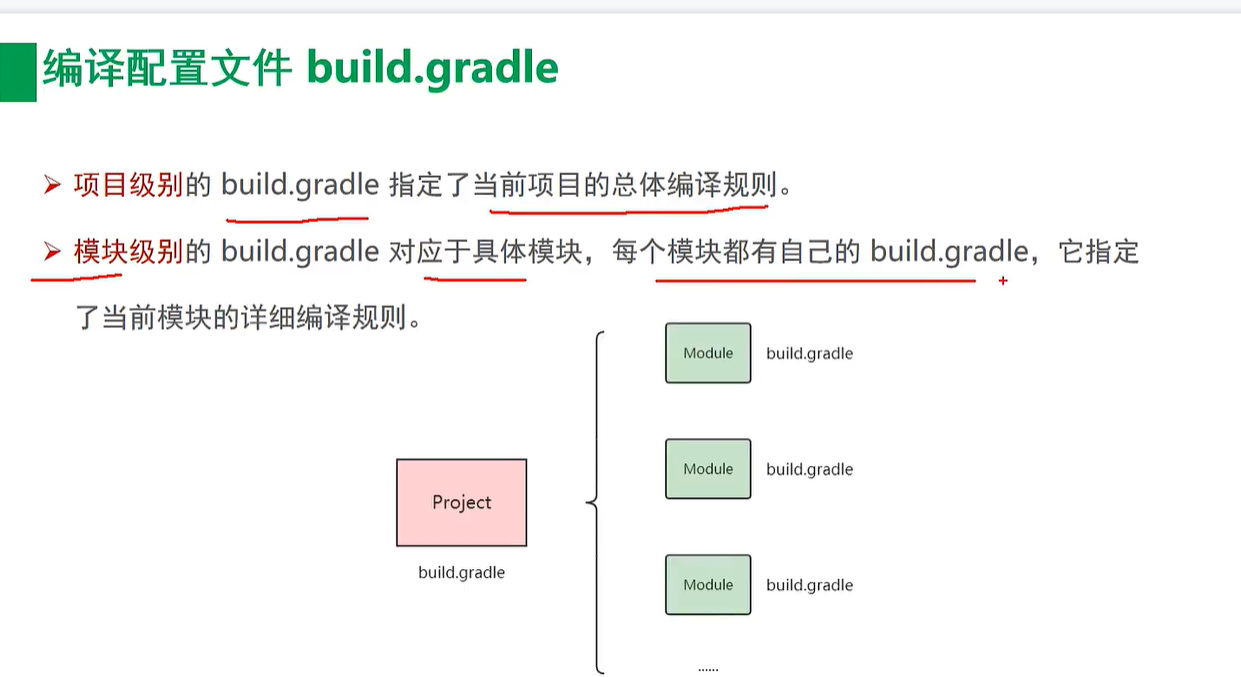 编译配置文件 build.gradle
项目级别的 build.gradle 指定了当前项目的总体编译规则。
模块级别的 build.gradle 对应于具体模块，每个模块都有自己的 build.gradle，它指定
了当前模块的详细编译规则。
Module build.gradle
Module build.gradle
Project
build.gradle
Module build.gradle
......